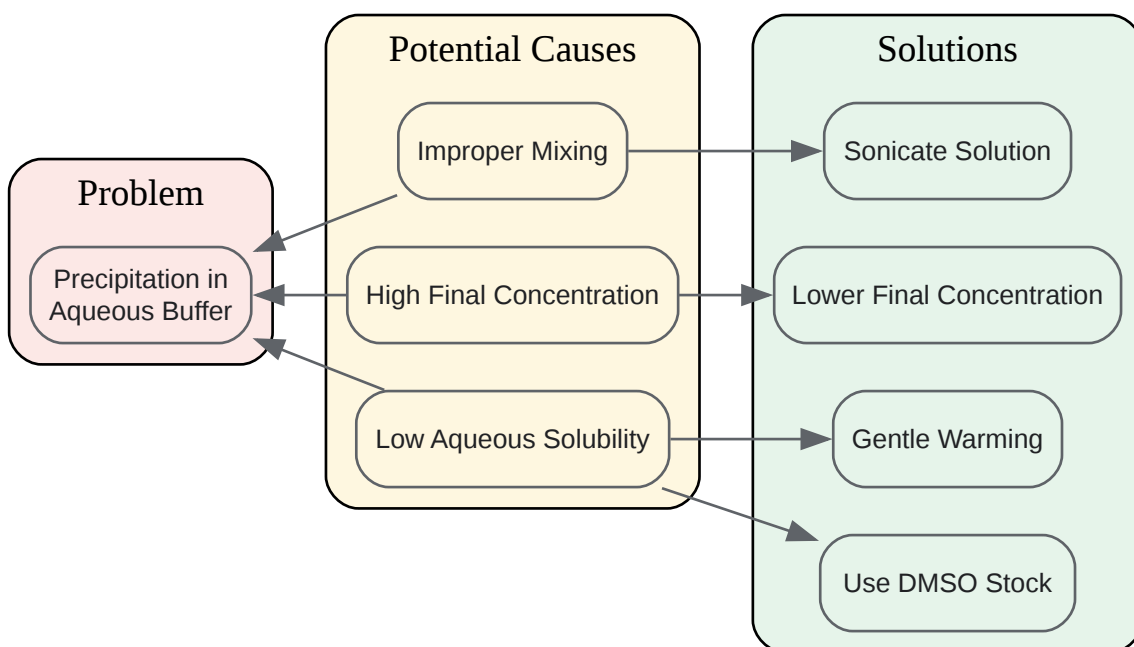 Problem
Precipitation in
Aqueous Buffer
Potential Causes
Improper Mixing
High Final Concentration
Low Aqueous Solubility
Solutions
Sonicate Solution
Lower Final Concentration
Gentle Warming
Use DMSO Stock